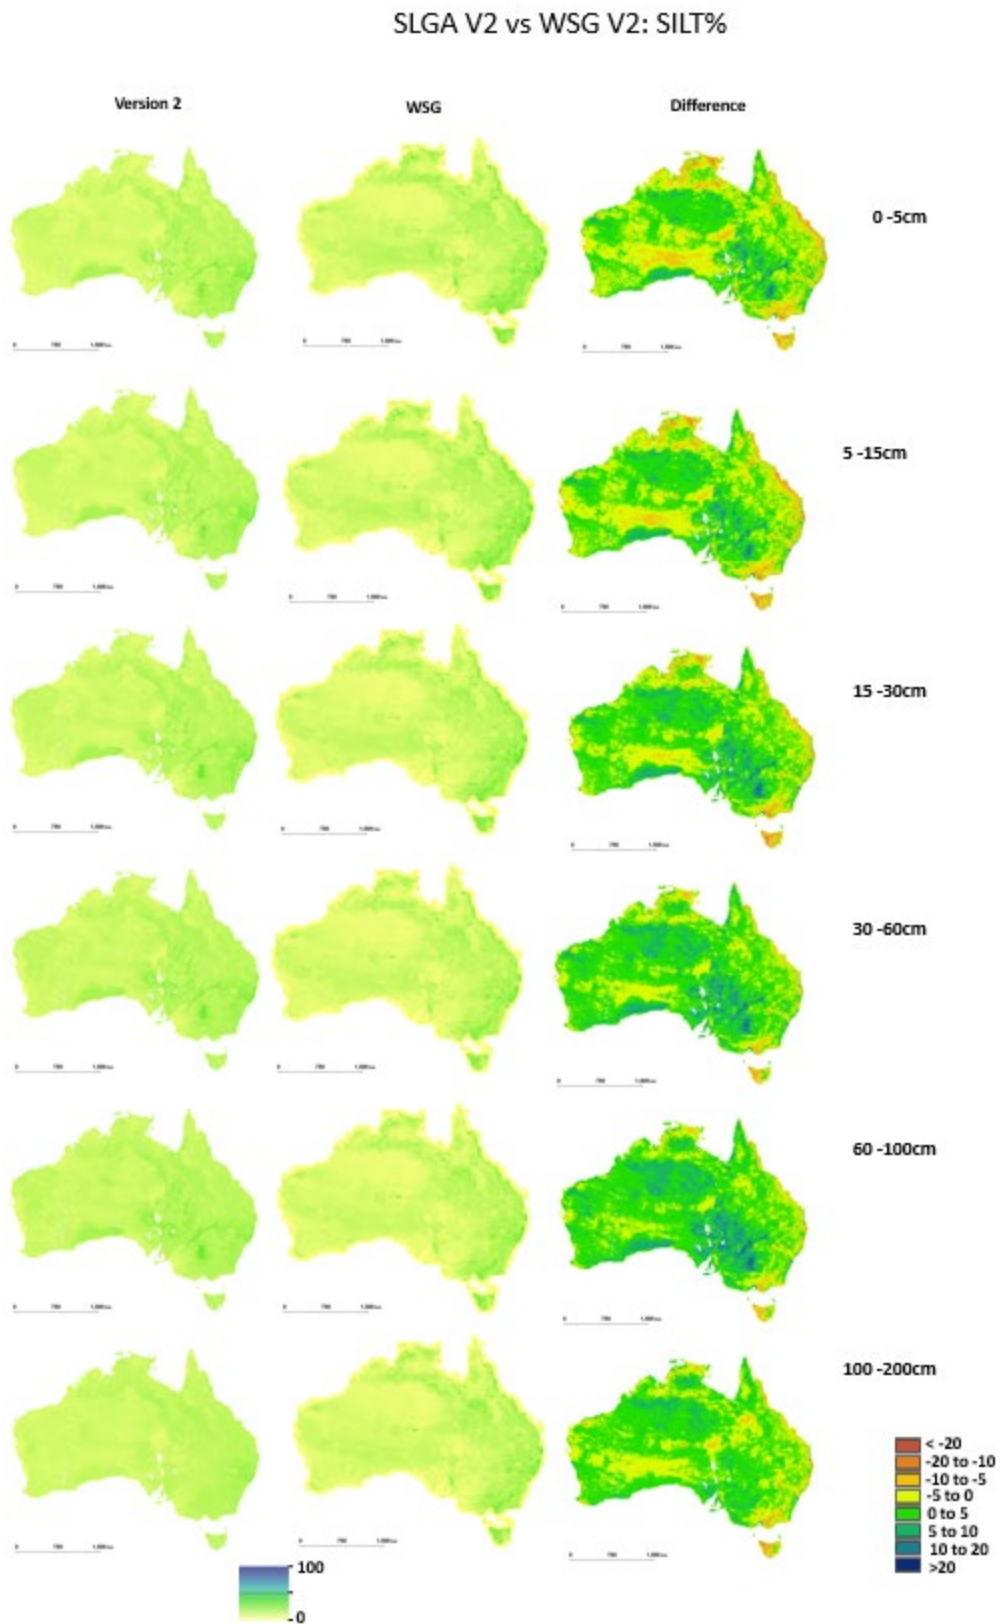 SLGA V2 vs WSG V2: SILT%
Version 2
WSG
Difference
0 -5cm
5 -15cm
15 -30cm
30 -60cm
60 -100cm
100 -200cm
< -20
-20 to -10
-10 to -5
-5 to 0
0 to 5
5 to 10
10 to 20
>20
100
0